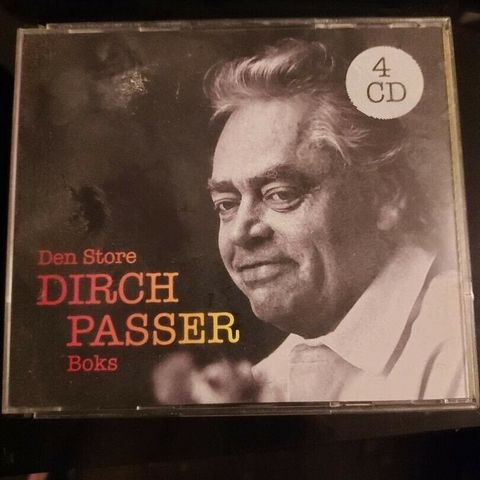 4
CD
Den Store
DIRCH
PASSER
Boks